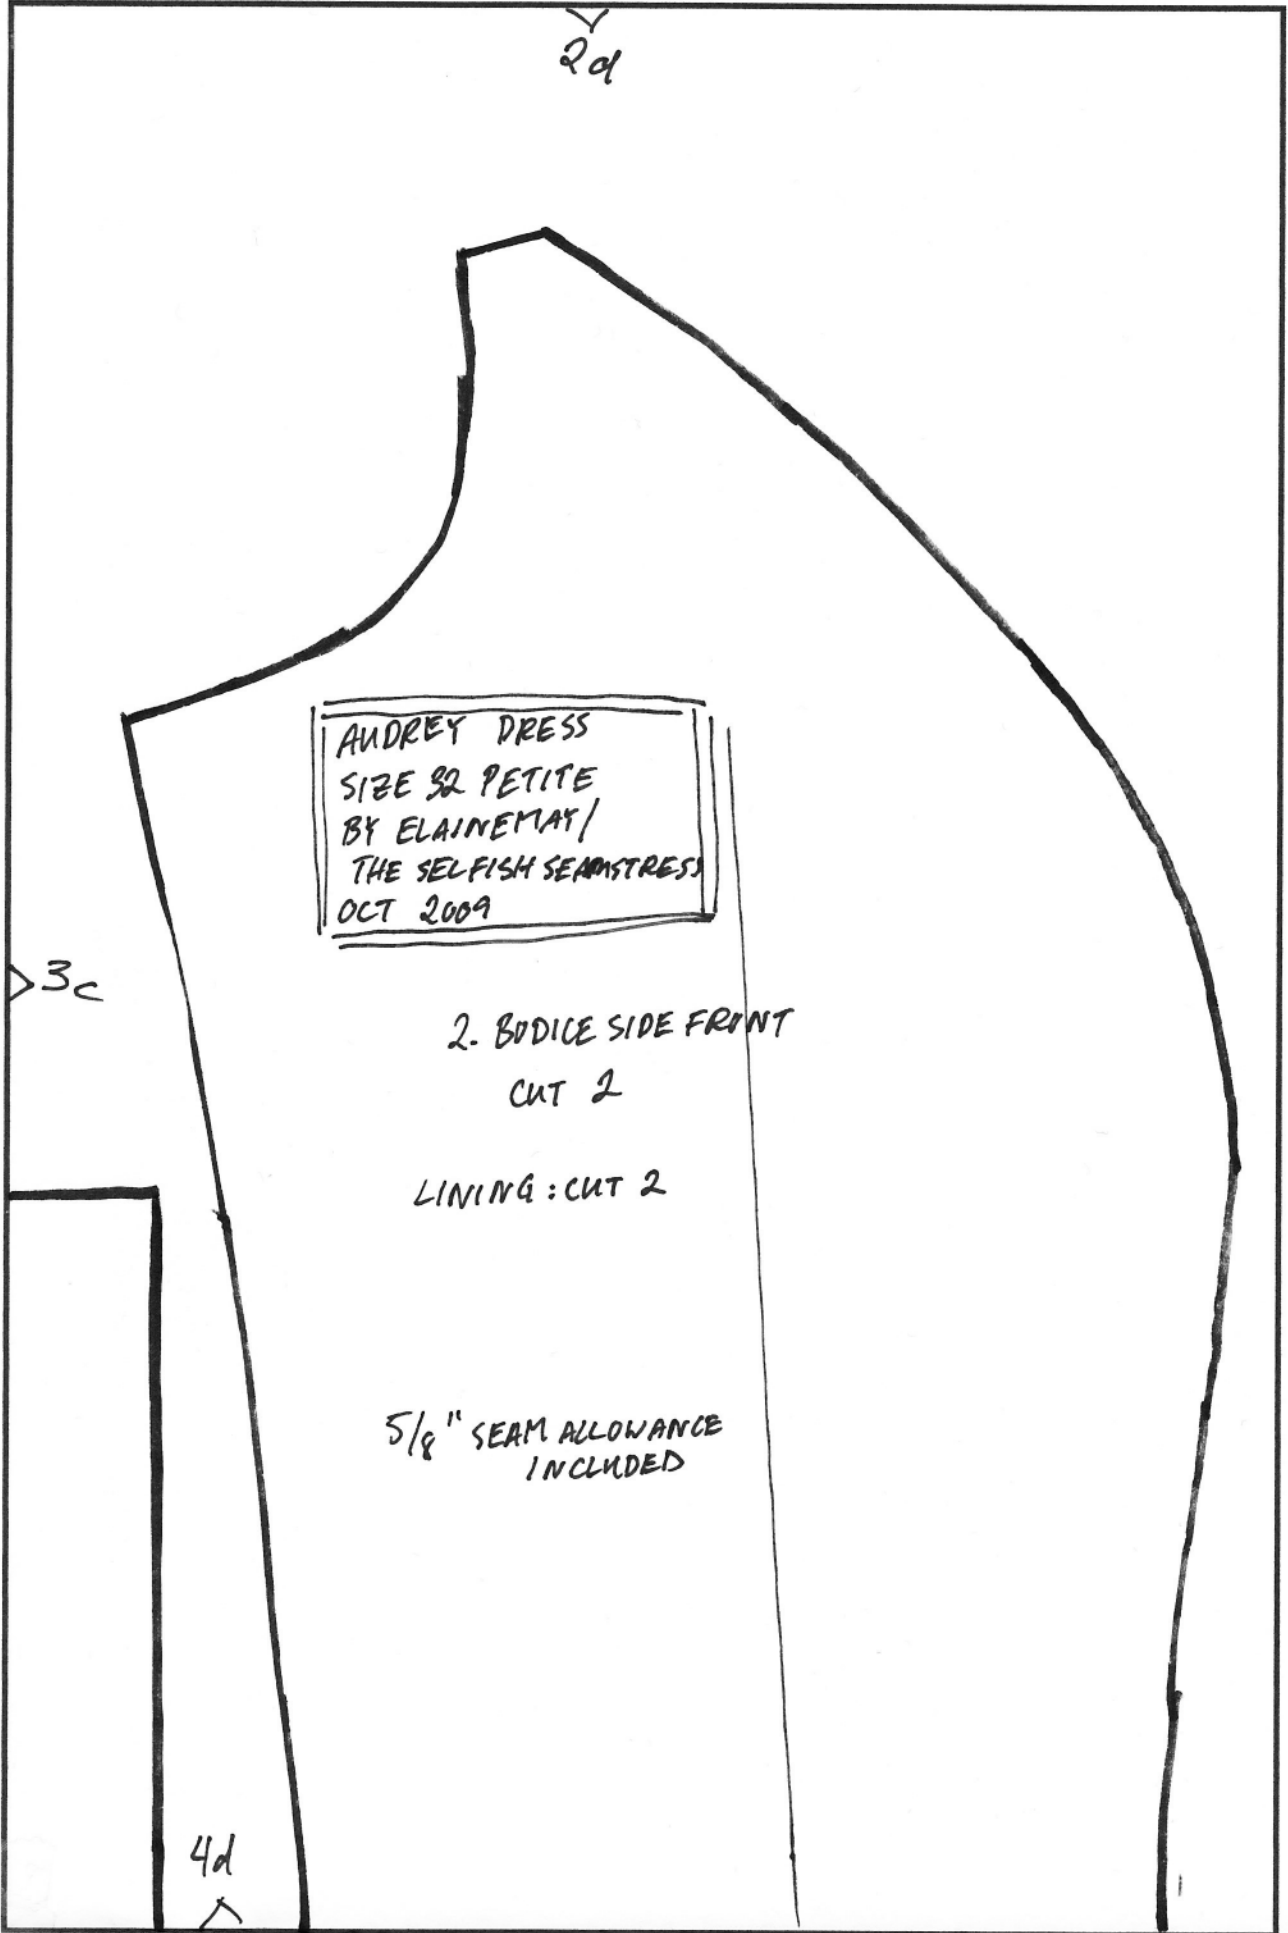 2d
AUDREY DRESS
SIZE 32 PETITE
BY ELAINEMAY/
THE SELFISH SEAMSTRESS
OCT 2009
3c
2. BODICE SIDE FRONT
CUT 2
LINING: CUT 2
5/8" SEAM ALLOWANCE
INCLUDED
4d